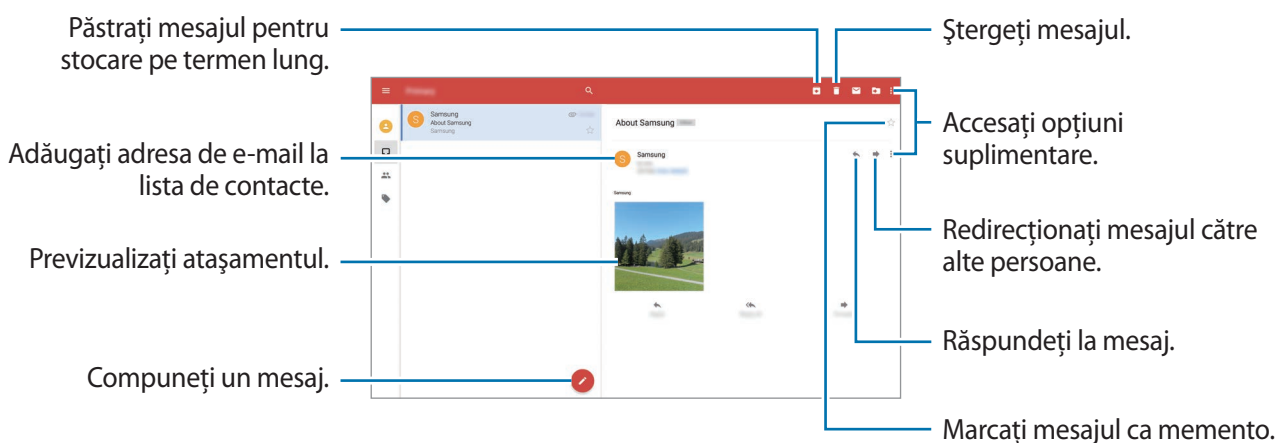 Păstrați mesajul pentru
stocare pe termen lung.
Adăugați adresa de e-mail la
lista de contacte.
Previzualizați ataşamentul.
Compuneți un mesaj.
Samsung
About Samsung
Samsung
About Samsung
Samsung
Samsung
Ştergeți mesajul.
Accesați opțiuni
suplimentare.
Redirecționați mesajul către
alte persoane.
Răspundeți la mesaj.
Marcați mesajul ca memento.